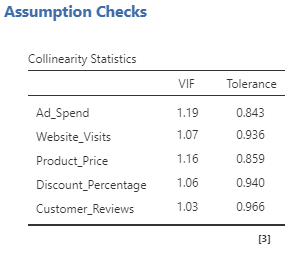 Assumption Checks
Collinearity Statistics
VIF Tolerance
Ad_Spend 1.19 0.843
Website_Visits 1.07 0.936
Product_Price 1.16 0.859
Discount_Percentage 1.06 0.940
Customer_Reviews 1.03 0.966
[3]